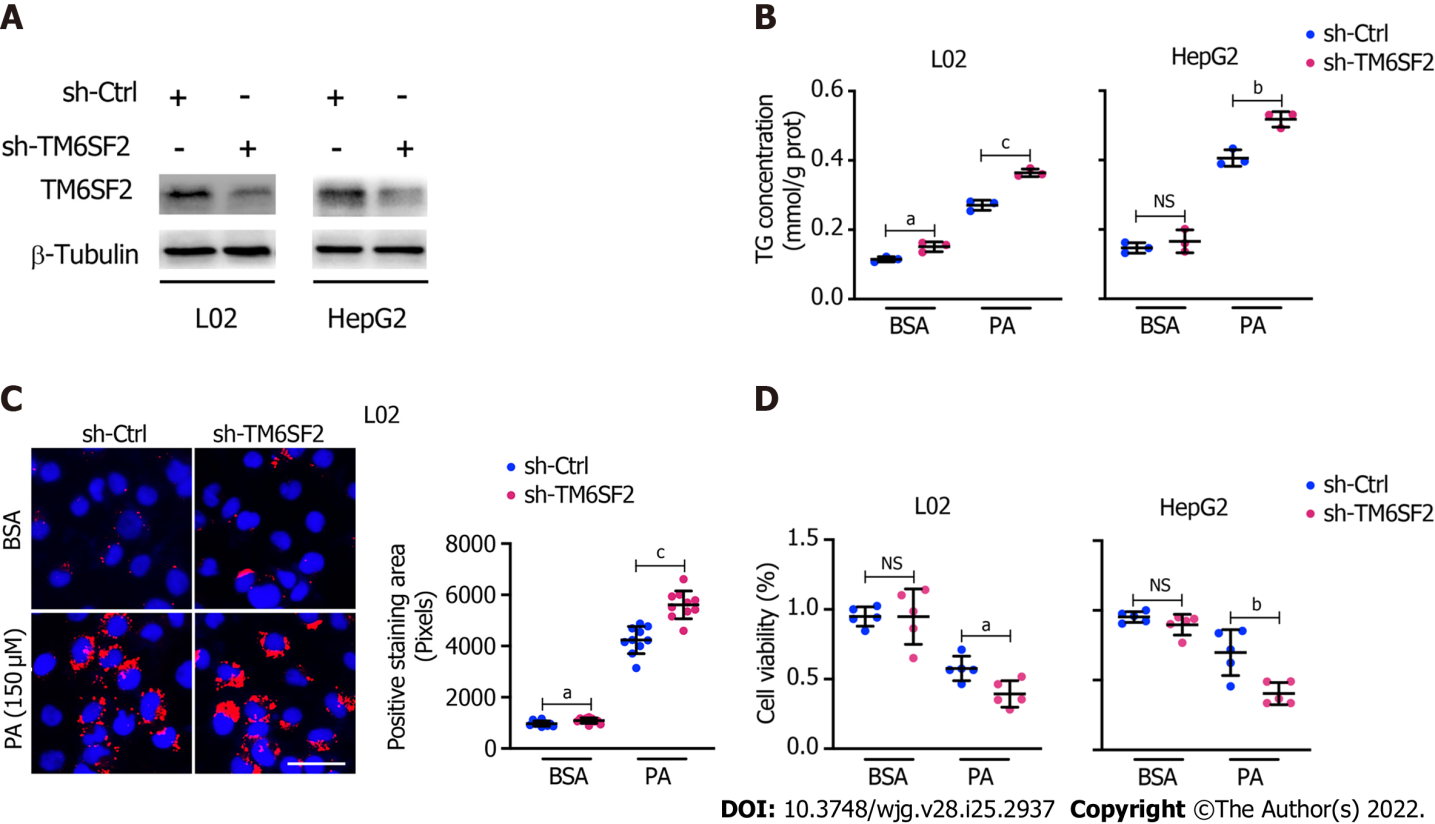 A
sh-Ctrl + - + -
sh-TM6SF2 - + - +
TM6SF2
β-Tubulin
L02 HepG2
B
sh-Ctrl
sh-TM6SF2
L02 HepG2
TG concentration
(mmol/g prot)
0.6
0.4
0.2
0.0
a c NS b
BSA PA BSA PA
C
L02
sh-Ctrl sh-TM6SF2
BSA
PA (150 µM)
sh-Ctrl
sh-TM6SF2
Positive staining area
(Pixels)
8000
6000
4000
2000
0
a c
BSA PA
D
sh-Ctrl
sh-TM6SF2
L02 HepG2
Cell viability (%)
1.5
1.0
0.5
0.0
NS a NS b
BSA PA BSA PA
DOI: 10.3748/wjg.v28.i25.2937 Copyright ©The Author(s) 2022.